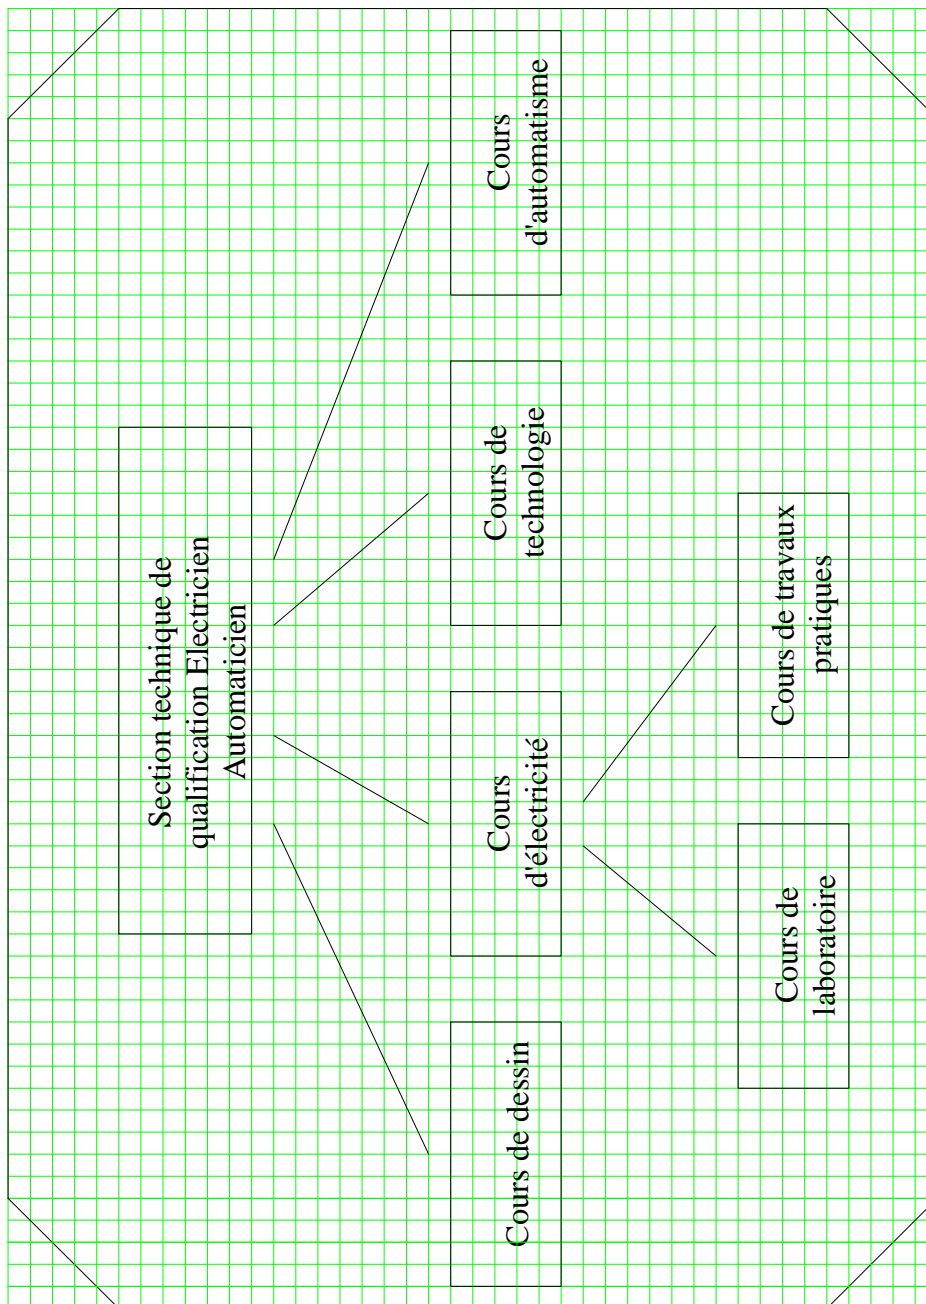 Section technique de
qualification Electricien
Automaticien
Cours de dessin
Cours
d'électricité
Cours de
technologie
Cours
d'automatisme
Cours de
laboratoire
Cours de travaux
pratiques